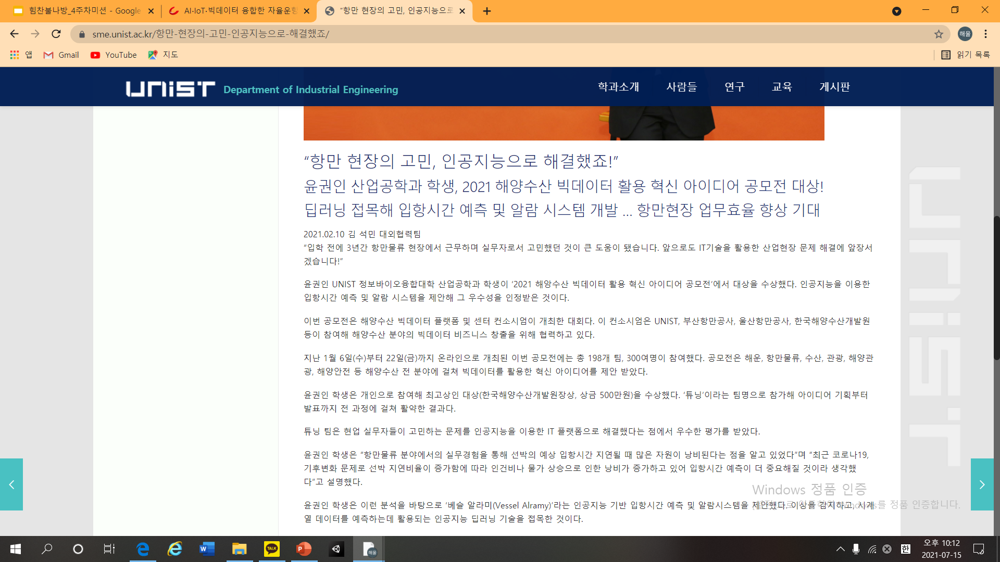 힘찬불나방_4주차미션 - Google
AI·IoT·빅데이터 융합한 자율운항
“항만 현장의 고민, 인공지능으로
sme.unist.ac.kr/항만-현장의-고민-인공지능으로-해결했죠/
해울
앱 Gmail YouTube 지도
읽기 목록
UNIST Department of Industrial Engineering
학과소개 사람들 연구 교육 게시판
“항만 현장의 고민, 인공지능으로 해결했죠!”
윤권인 산업공학과 학생, 2021 해양수산 빅데이터 활용 혁신 아이디어 공모전 대상!
딥러닝 접목해 입항시간 예측 및 알람 시스템 개발 … 항만현장 업무효율 향상 기대
2021.02.10 김 석민 대외협력팀
“입학 전에 3년간 항만물류 현장에서 근무하며 실무자로서 고민했던 것이 큰 도움이 됐습니다. 앞으로도 IT기술을 활용한 산업현장 문제 해결에 앞장서
겠습니다!”
윤권인 UNIST 정보바이오융합대학 산업공학과 학생이 ‘2021 해양수산 빅데이터 활용 혁신 아이디어 공모전’에서 대상을 수상했다. 인공지능을 이용한
입항시간 예측 및 알람 시스템을 제안해 그 우수성을 인정받은 것이다.
이번 공모전은 해양수산 빅데이터 플랫폼 및 센터 컨소시엄이 개최한 대회다. 이 컨소시엄은 UNIST, 부산항만공사, 울산항만공사, 한국해양수산개발원
등이 참여해 해양수산 분야의 빅데이터 비즈니스 창출을 위해 협력하고 있다.
지난 1월 6일(수)부터 22일(금)까지 온라인으로 개최된 이번 공모전에는 총 198개 팀, 300여명이 참여했다. 공모전은 해운, 항만물류, 수산, 관광, 해양관
광, 해양안전 등 해양수산 전 분야에 걸쳐 빅데이터를 활용한 혁신 아이디어를 제안 받았다.
윤권인 학생은 개인으로 참여해 최고상인 대상(한국해양수산개발원장상, 상금 500만원)을 수상했다. ‘튜닝’이라는 팀명으로 참가해 아이디어 기획부터
발표까지 전 과정에 걸쳐 활약한 결과다.
튜닝 팀은 현업 실무자들이 고민하는 문제를 인공지능을 이용한 IT 플랫폼으로 해결했다는 점에서 우수한 평가를 받았다.
윤권인 학생은 “항만물류 분야에서의 실무경험을 통해 선박의 예상 입항시간 지연될 때 많은 자원이 낭비된다는 점을 알고 있었다”며 “최근 코로나19,
기후변화 문제로 선박 지연비율이 증가함에 따라 인건비나 물가 상승으로 인한 낭비가 증가하고 있어 입항시간 예측이 더 중요해질 것이라 생각했
다”고 설명했다.
윤권인 학생은 이런 분석을 바탕으로 ‘베슬 알라미(Vessel Alramy)’라는 인공지능 기반 입항시간 예측 및 알람시스템을 제안했다. 이상을 감지하고, 시계
열 데이터를 예측하는데 활용되는 인공지능 딥러닝 기술을 접목한 것이다.
UNIST
Windows 정품 인증
[설정]으로 이동하여 Windows를 정품 인증합니다.
TALK
해울
한
오후 10:12
2021-07-15